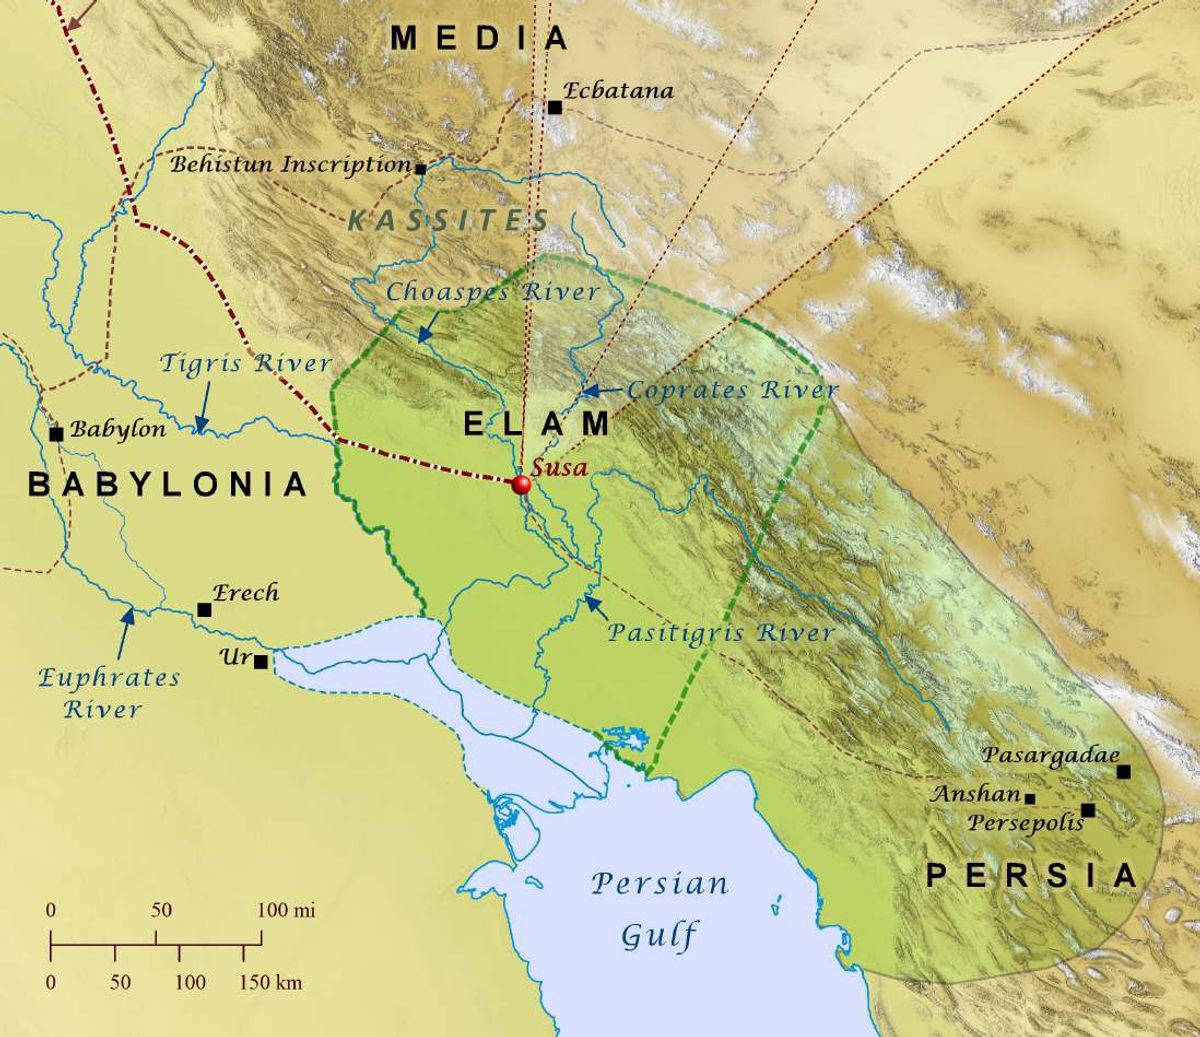 MEDIA
Ecbatana
Behistun Inscription
KASSITES
Choaspes River
Tigris River
Coprates River
Babylon
ELAM
Susa
BABYLONIA
Erech
Pasitigris River
Ur
Euphrates
River
Pasargadae
Anshan
Persepolis
PERSIA
Persian
Gulf
0 50 100 mi
0 50 100 150 km